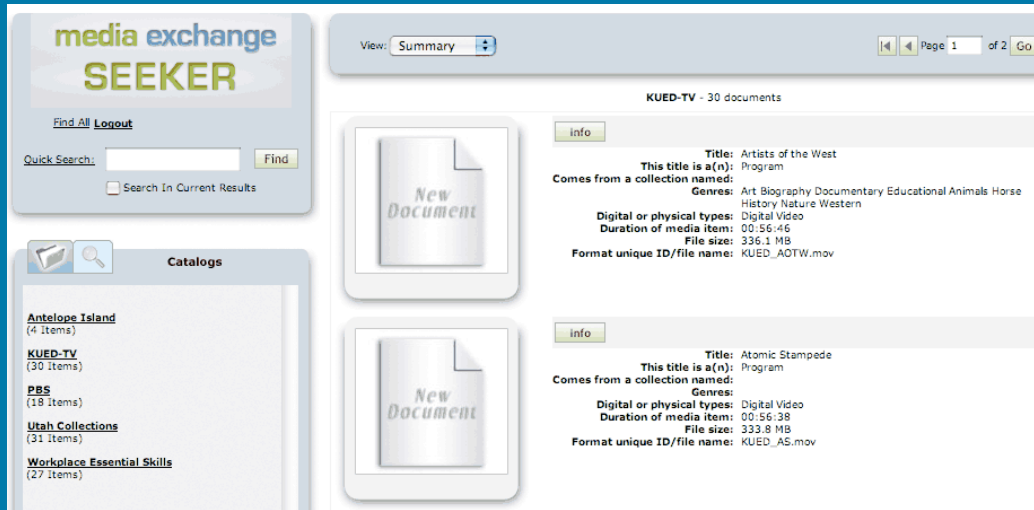 media exchange
SEEKER
Find All Logout
Quick Search: Find
Search In Current Results
Catalogs
Antelope Island
(4 Items)
KUED-TV
(30 Items)
PBS
(18 Items)
Utah Collections
(31 Items)
Workplace Essential Skills
(27 Items)
View: Summary
Page 1 of 2 Go
KUED-TV - 30 documents
New
Document
info
Title: Artists of the West
This title is a(n): Program
Comes from a collection named:
Genres: Art Biography Documentary Educational Animals Horse
History Nature Western
Digital or physical types: Digital Video
Duration of media item: 00:56:46
File size: 336.1 MB
Format unique ID/file name: KUED_AOTW.mov
New
Document
info
Title: Atomic Stampede
This title is a(n): Program
Comes from a collection named:
Genres:
Digital or physical types: Digital Video
Duration of media item: 00:56:38
File size: 333.8 MB
Format unique ID/file name: KUED_AS.mov